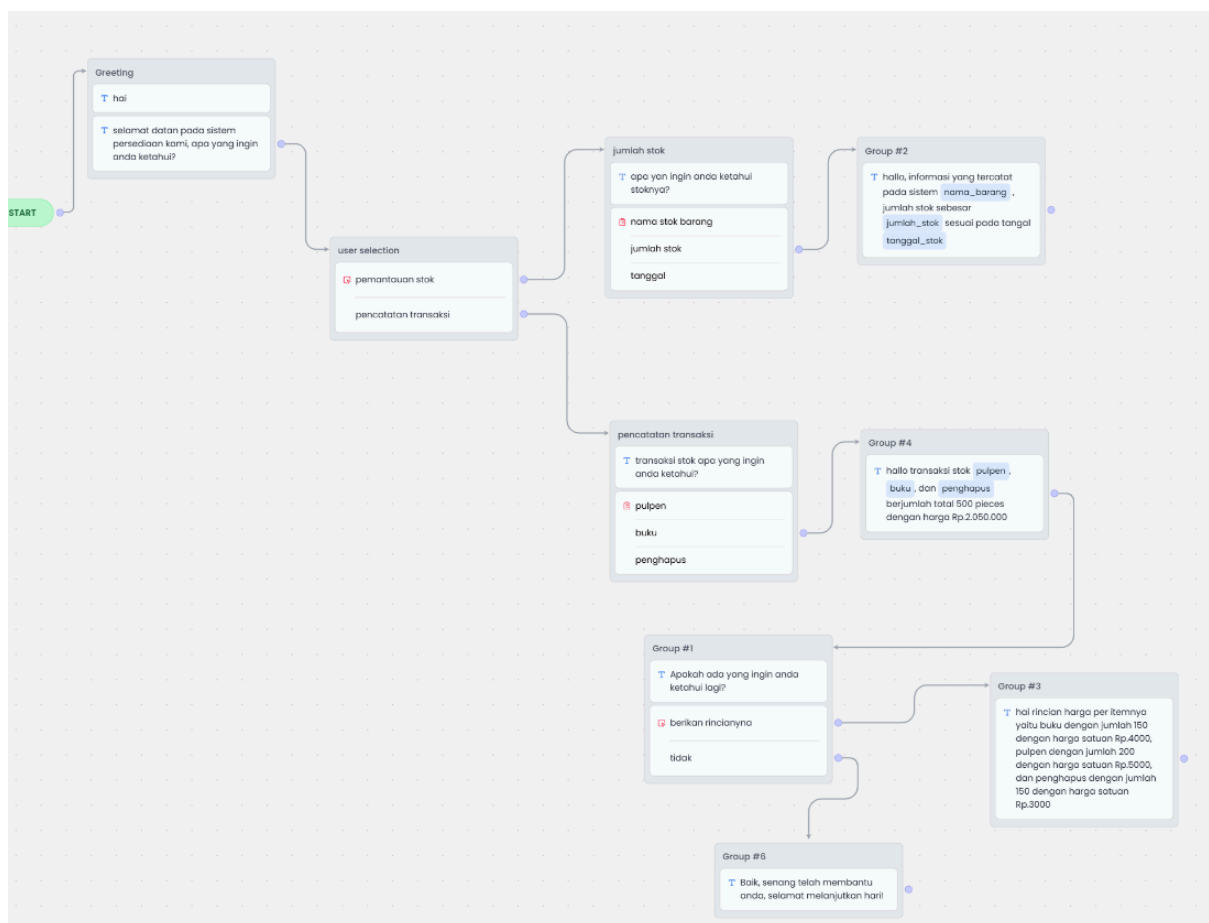 START
Greeting
hai
selamat datan pada sistem
persediaan kami, apa yang ingin
anda ketahui?
user selection
pemantauan stok
pencatatan transaksi
jumlah stok
apa yan ingin anda ketahui
stoknya?
nama stok barang
jumlah stok
tanggal
Group #2
hallo, informasi yang tercatat
pada sistem nama_barang ,
jumlah stok sebesar
jumlah_stok sesuai pada tangal
tanggal_stok
pencatatan transaksi
transaksi stok apa yang ingin
anda ketahui?
pulpen
buku
penghapus
Group #4
hallo transaksi stok pulpen ,
buku , dan penghapus
berjumlah total 500 pieces
dengan harga Rp.2.050.000
Group #1
Apakah ada yang ingin anda
ketahui lagi?
berikan rincianyna
tidak
Group #3
hai rincian harga per itemnya
yaitu buku dengan jumlah 150
dengan harga satuan Rp.4000,
pulpen dengan jumlah 200
dengan harga satuan Rp.5000,
dan penghapus dengan jumlah
150 dengan harga satuan
Rp.3000
Group #6
Baik, senang telah membantu
anda, selamat melanjutkan hari!